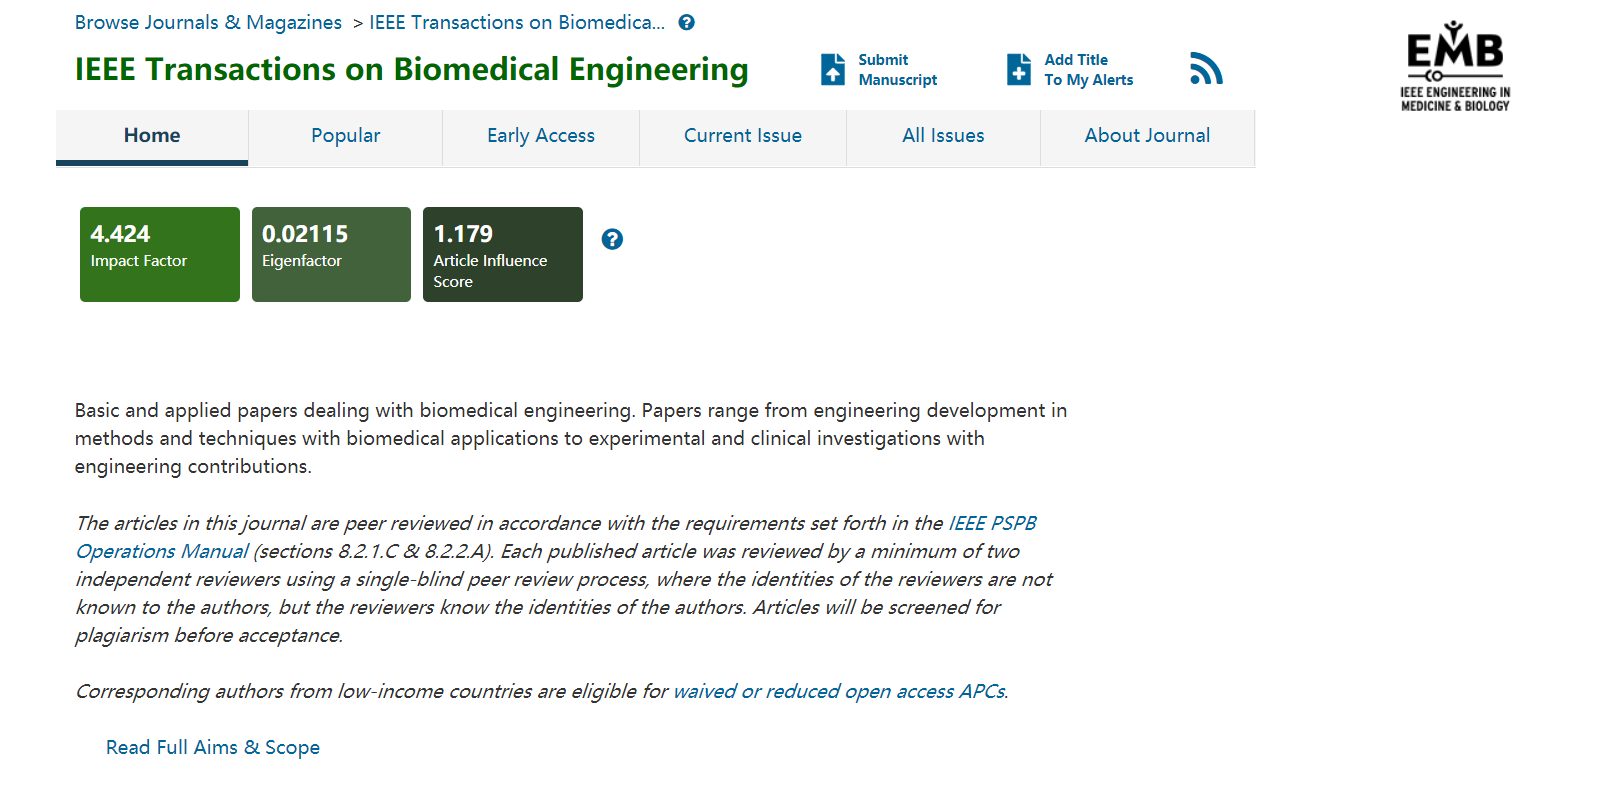 Browse Journals & Magazines > IEEE Transactions on Biomedica... ?
IEEE Transactions on Biomedical Engineering
Submit
Manuscript
Add Title
To My Alerts
EMB
IEEE ENGINEERING IN
MEDICINE & BIOLOGY
Home
Popular
Early Access
Current Issue
All Issues
About Journal
4.424
Impact Factor
0.02115
Eigenfactor
1.179
Article Influence
Score
?
Basic and applied papers dealing with biomedical engineering. Papers range from engineering development in
methods and techniques with biomedical applications to experimental and clinical investigations with
engineering contributions.
The articles in this journal are peer reviewed in accordance with the requirements set forth in the IEEE PSPB
Operations Manual (sections 8.2.1.C & 8.2.2.A). Each published article was reviewed by a minimum of two
independent reviewers using a single-blind peer review process, where the identities of the reviewers are not
known to the authors, but the reviewers know the identities of the authors. Articles will be screened for
plagiarism before acceptance.
Corresponding authors from low-income countries are eligible for waived or reduced open access APCs.
Read Full Aims & Scope